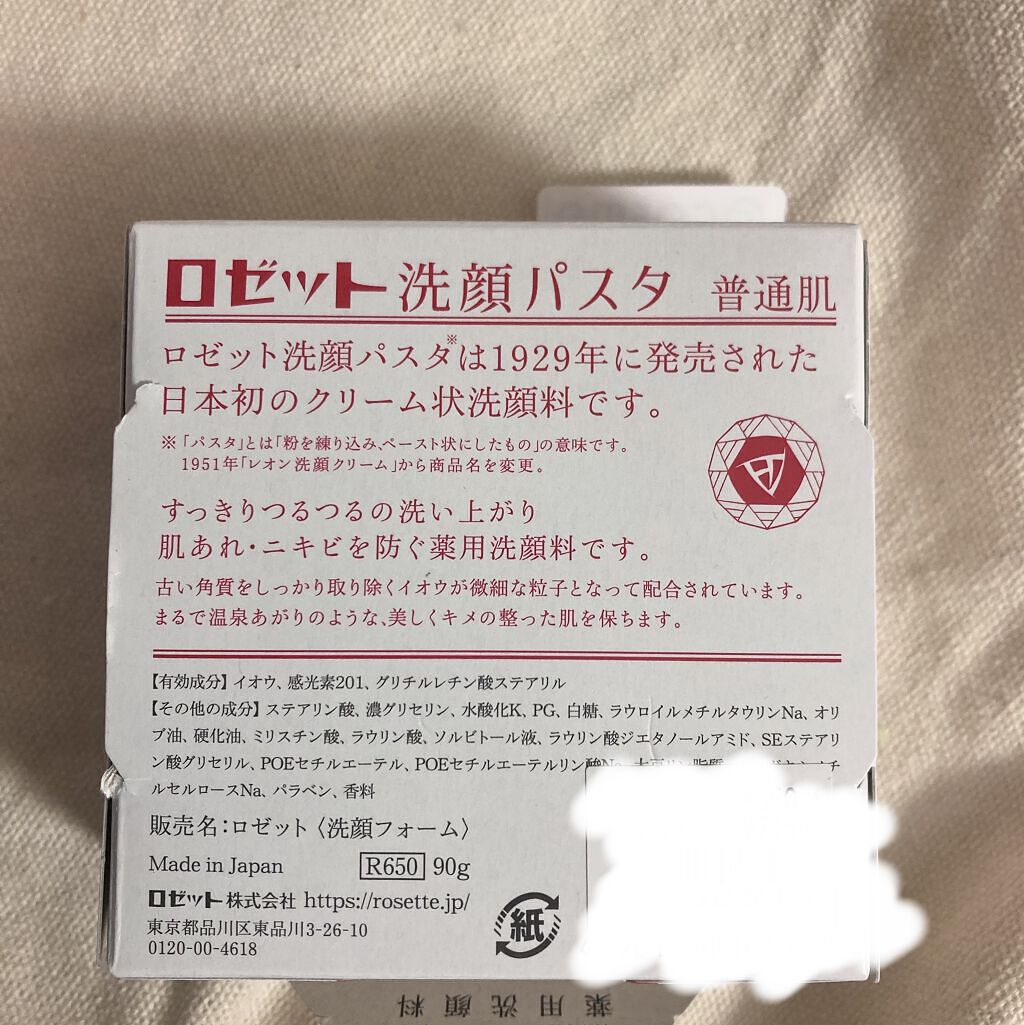 ロゼット洗顔パスタ 普通肌
ロゼット洗顔パスタ※は1929年に発売された
日本初のクリーム状洗顔料です。
※「パスタ」とは「粉を練り込み、ペースト状にしたもの」の意味です。
1951年「レオン洗顔クリーム」から商品名を変更。
すっきりつるつるの洗い上がり
肌あれ・ニキビを防ぐ薬用洗顔料です。
古い角質をしっかり取り除くイオウが微細な粒子となって配合されています。
まるで温泉あがりのような、美しくキメの整った肌を保ちます。
【有効成分】イオウ、感光素201、グリチルレチン酸ステアリル
【その他の成分】ステアリン酸、濃グリセリン、水酸化K、PG、白糖、ラウロイルメチルタウリンNa、オリ
ブ油、硬化油、ミリスチン酸、ラウリン酸、ソルビトール液、ラウリン酸ジエタノールアミド、SEステアリ
ン酸グリセリル、POEセチルエーテル、POEセチルエーテルリン酸Na、
ルセルロースNa、パラベン、香料
販売名:ロゼット〈洗顔フォーム〉
Made in Japan R650 90g
ロゼット株式会社 https://rosette.jp/
東京都品川区東品川3-26-10
0120-00-4618
紙
薬用洗顔料